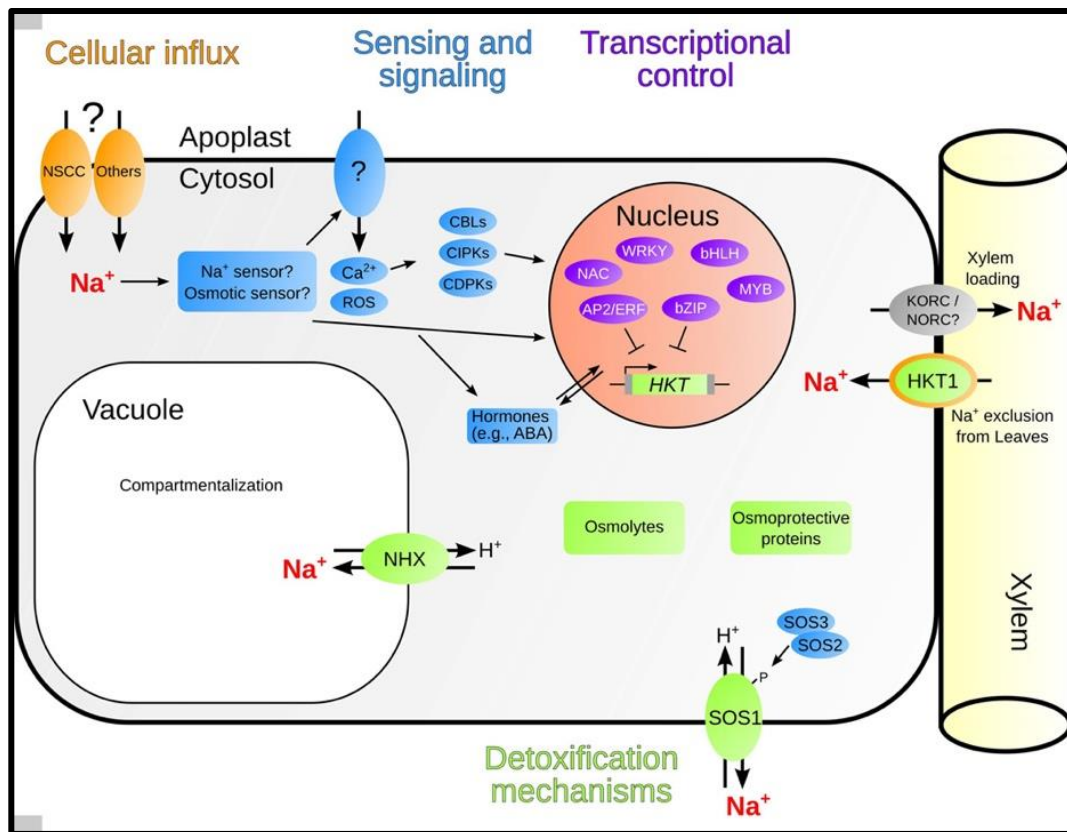 Cellular influx
Sensing and
signaling
Transcriptional
control
?
NSCC
Others
Apoplast
Cytosol
?
Na⁺
Na⁺ sensor?
Osmotic sensor?
Ca²⁺
ROS
CBLs
CIPKs
CDPKs
Nucleus
WRKY
bHLH
NAC
MYB
AP2/ERF
bZIP
HKT
Hormones
(e.g., ABA)
Xylem
loading
KORC /
NORC?
Na⁺
Na⁺
HKT1
Na⁺ exclusion
from Leaves
Vacuole
Compartmentalization
Na⁺
NHX
H⁺
Osmolytes
Osmoprotective
proteins
Xylem
SOS3
SOS2
H⁺
P
SOS1
Na⁺
Detoxification
mechanisms